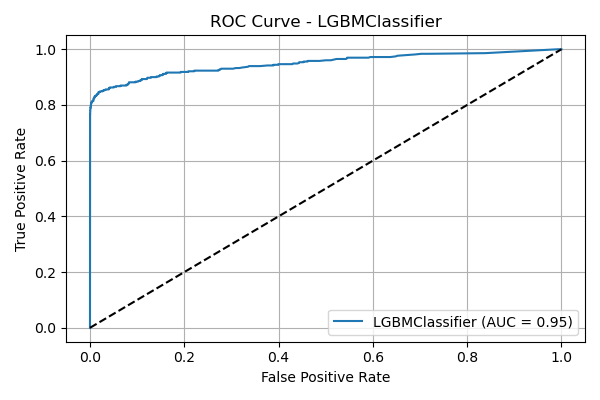 ROC Curve - LGBMClassifier
True Positive Rate
1.0
0.8
0.6
0.4
0.2
0.0
LGBMClassifier (AUC = 0.95)
0.0 0.2 0.4 0.6 0.8 1.0
False Positive Rate